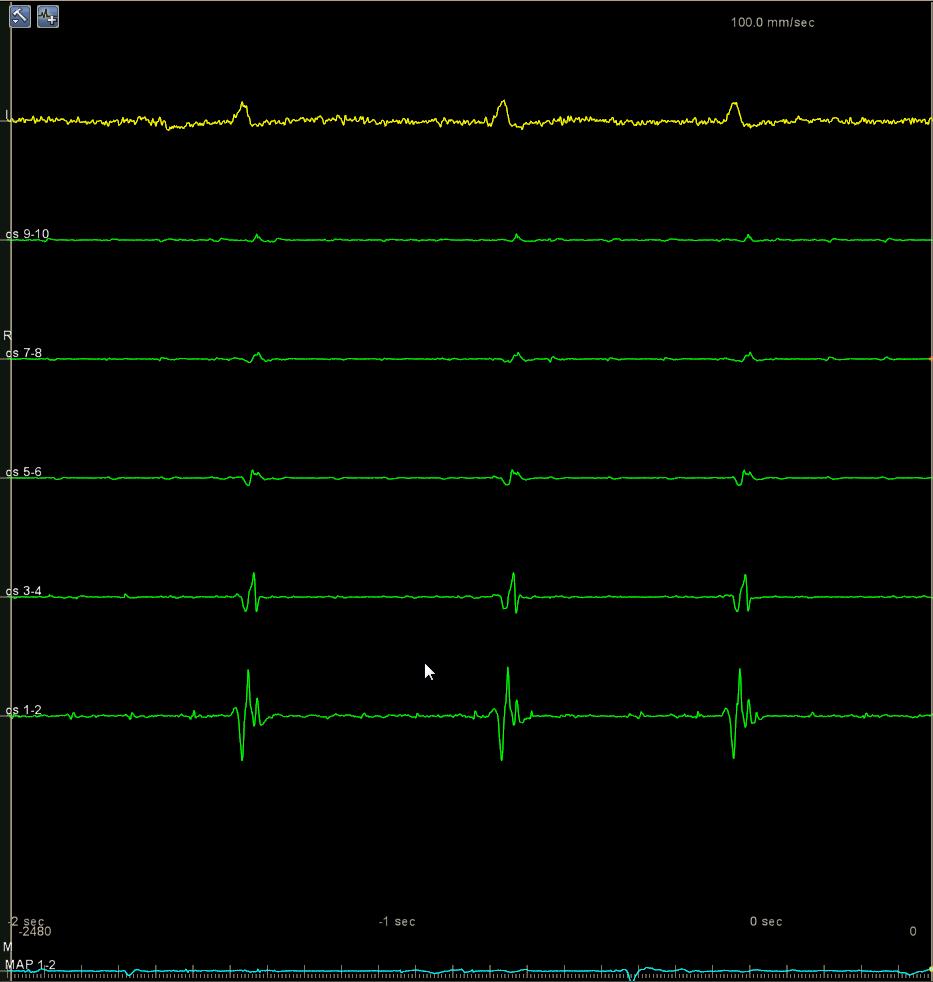 100.0 mm/sec
I
cs 9-10
R
cs 7-8
cs 5-6
cs 3-4
cs 1-2
-2 sec
-1 sec
0 sec
-2480
0
M
MAP 1-2